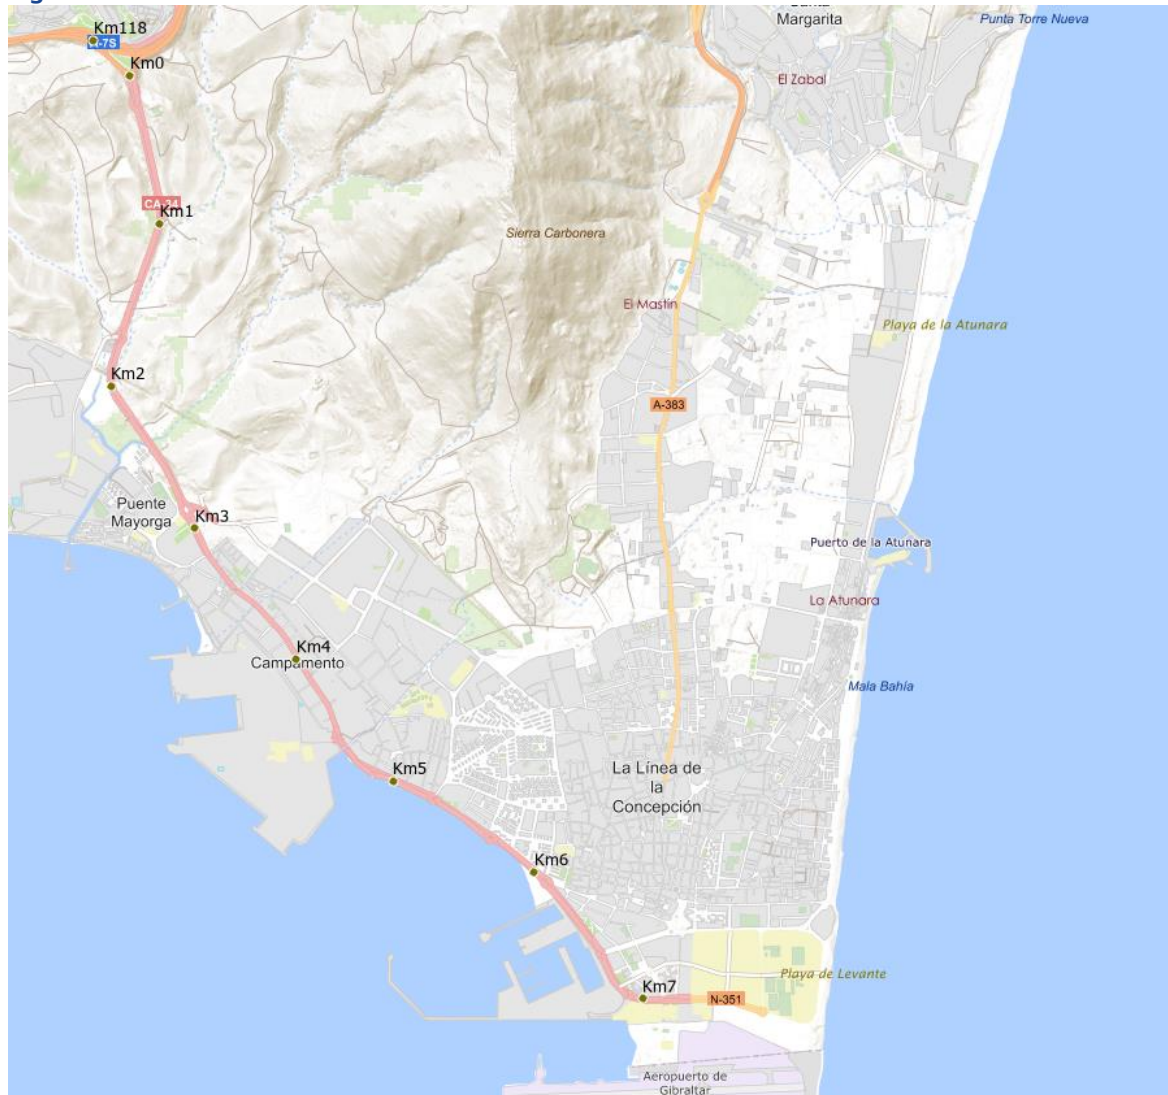 Km118
A-7S
Km0
Margarita
Punta Torre Nueva
El Zabal
CA-34
Km1
Sierra Carbonera
El Mastín
Playa de la Atunara
Km2
A-383
Puente
Mayorga
Km3
Puerto de la Atunara
La Atunara
Km4
Campamento
Mala Bahía
Km5
La Línea de
la
Concepción
Km6
Playa de Levante
Km7
N-351
Aeropuerto de
Gibraltar